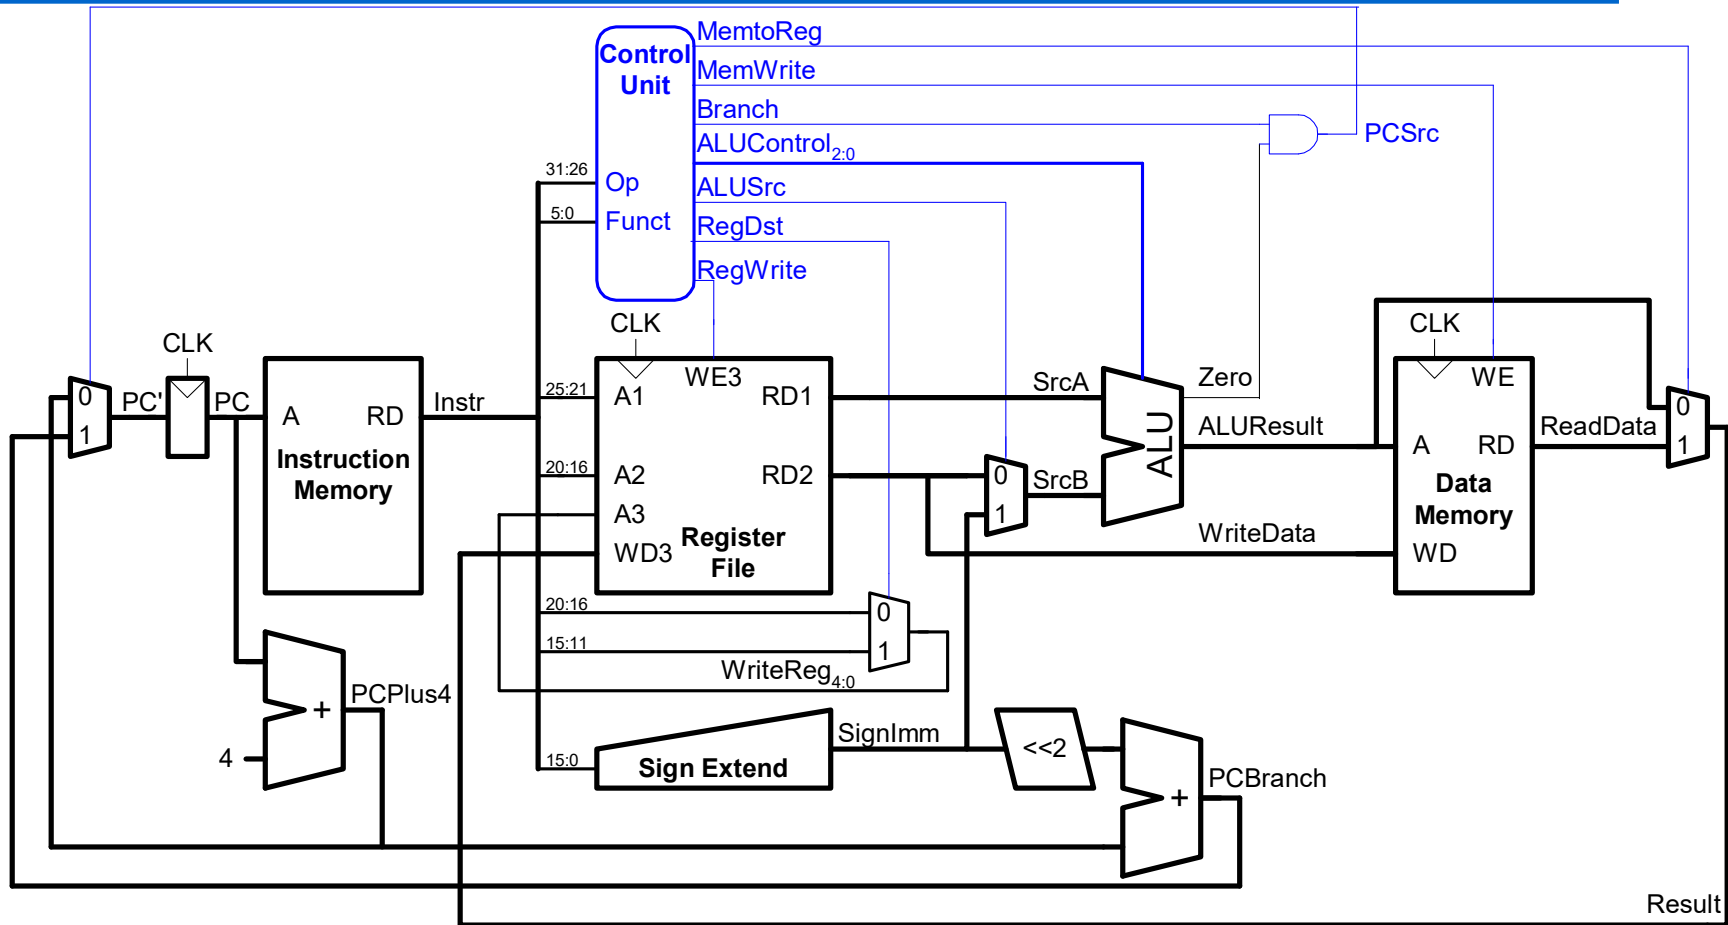 MemtoReg
Control
Unit
MemWrite
Branch
ALUControl2:0
PCSrc
31:26
Op
ALUSrc
5:0
Funct
RegDst
RegWrite
CLK
CLK
CLK
WE3
WE
0
1
PC'
PC
A
RD
Instr
Instruction
Memory
25:21
A1
RD1
SrcA
Zero
ALU
ALUResult
A
RD
ReadData
0
1
20:16
A2
RD2
0
1
SrcB
Data
Memory
A3
WD3
Register
File
WriteData
WD
20:16
0
15:11
1
WriteReg4:0
PCPlus4
+
4
SignImm
<<2
15:0
Sign Extend
PCBranch
+
Result